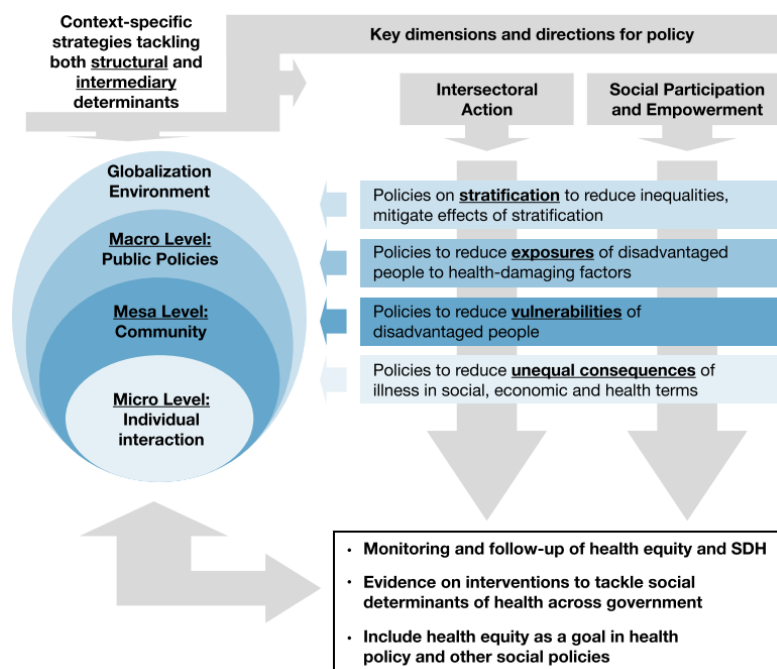 Context-specific
strategies tackling
both structural and
intermediary
determinants
Key dimensions and directions for policy
Intersectoral
Action
Social Participation
and Empowerment
Globalization
Environment
Macro Level:
Public Policies
Mesa Level:
Community
Micro Level:
Individual
interaction
Policies on stratification to reduce inequalities,
mitigate effects of stratification
Policies to reduce exposures of disadvantaged
people to health-damaging factors
Policies to reduce vulnerabilities of
disadvantaged people
Policies to reduce unequal consequences of
illness in social, economic and health terms
· Monitoring and follow-up of health equity and SDH
· Evidence on interventions to tackle social
determinants of health across government
· Include health equity as a goal in health
policy and other social policies